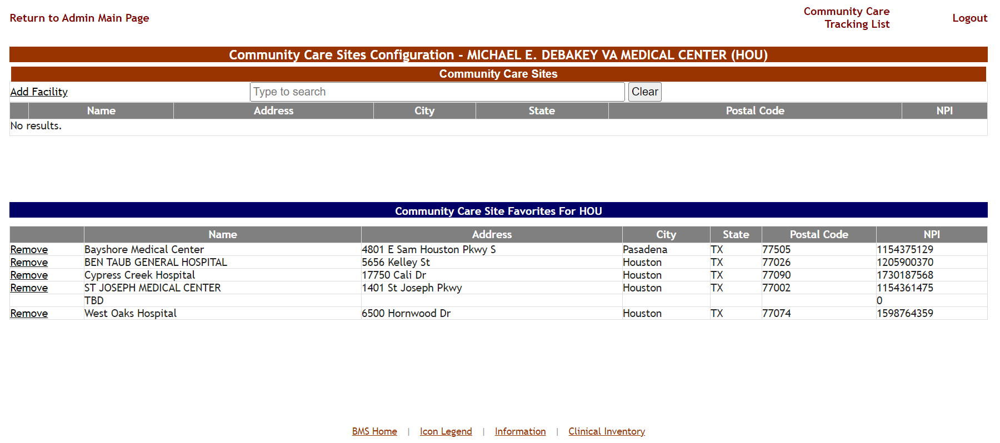 Return to Admin Main Page
Community Care
Tracking List
Logout
Community Care Sites Configuration - MICHAEL E. DEBAKEY VA MEDICAL CENTER (HOU)
Community Care Sites
Add Facility Type to search Clear
Name Address City State Postal Code NPI
No results.
Community Care Site Favorites For HOU
Name Address City State Postal Code NPI
Remove Bayshore Medical Center 4801 E Sam Houston Pkwy S Pasadena TX 77505 1154375129
Remove BEN TAUB GENERAL HOSPITAL 5656 Kelley St Houston TX 77026 1205900370
Remove Cypress Creek Hospital 17750 Cali Dr Houston TX 77090 1730187568
Remove ST JOSEPH MEDICAL CENTER 1401 St Joseph Pkwy Houston TX 77002 1154361475
TBD 0
Remove West Oaks Hospital 6500 Hornwood Dr Houston TX 77074 1598764359
BMS Home | Icon Legend | Information | Clinical Inventory